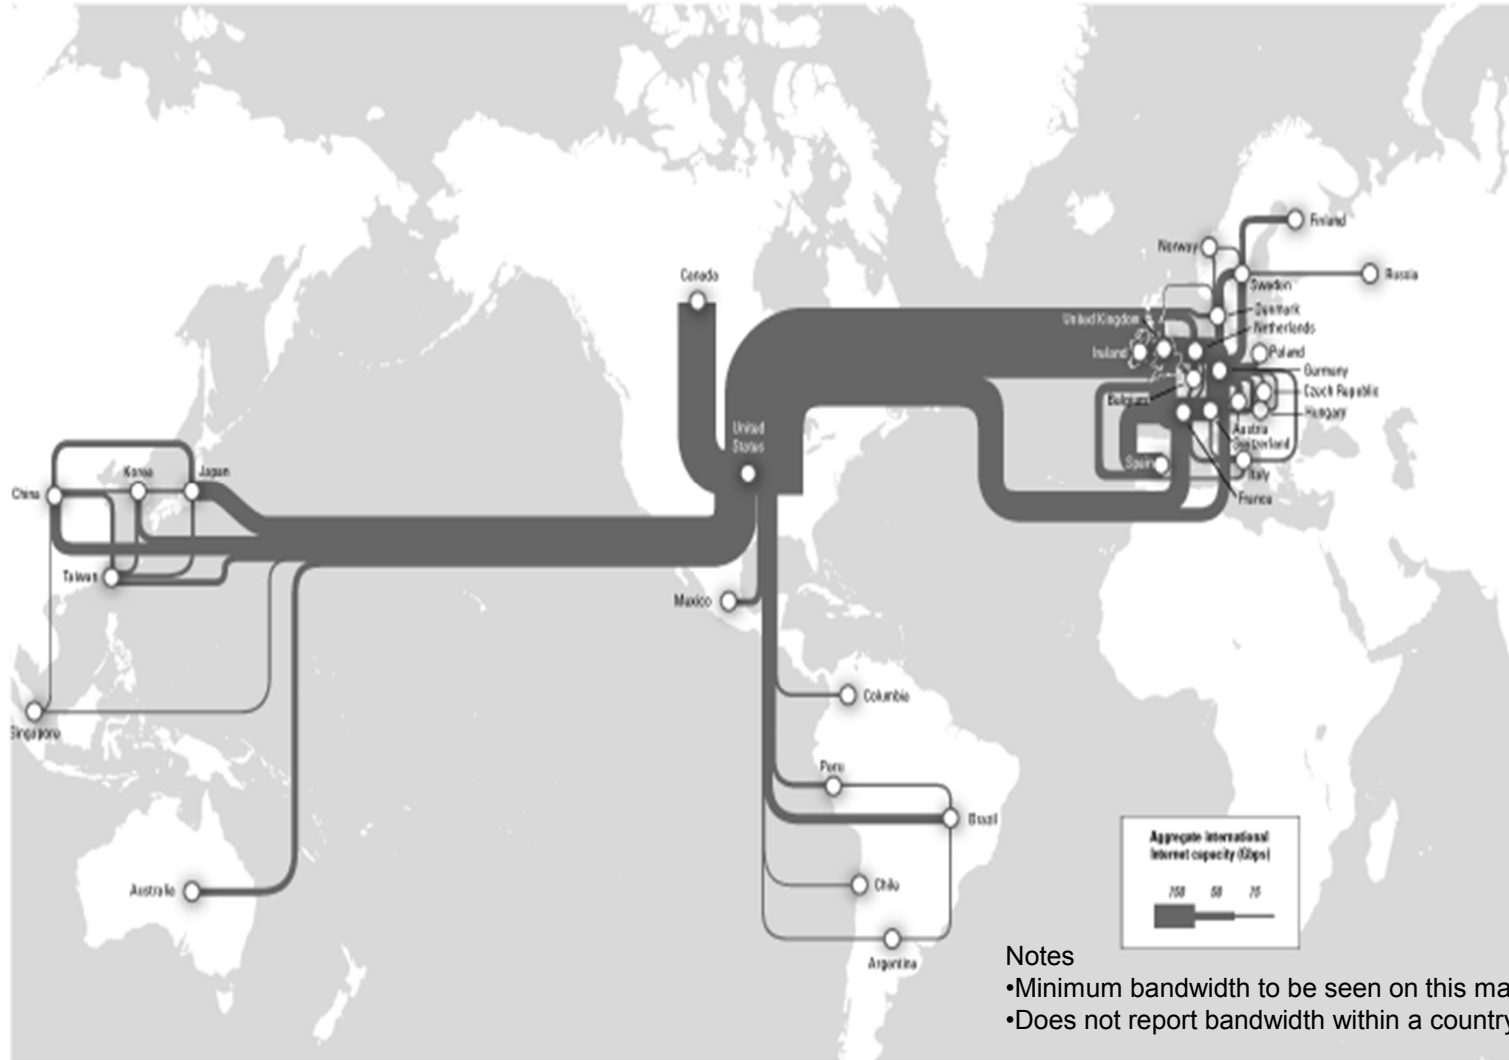 Finland
Norway
Russia
Sweden
Canada
Denmark
United Kingdom
Netherlands
Ireland
Poland
Germany
Czech Republic
Belgium
Hungary
United
States
Austria
Switzerland
Korea
Japan
Spain
Italy
China
France
Taiwan
Mexico
Columbia
Singapore
Peru
Brazil
Aggregate international
Internet capacity (Gbps)
Australia
Chile
Notes
Argentina
•Minimum bandwidth to be seen on this ma
•Does not report bandwidth within a country